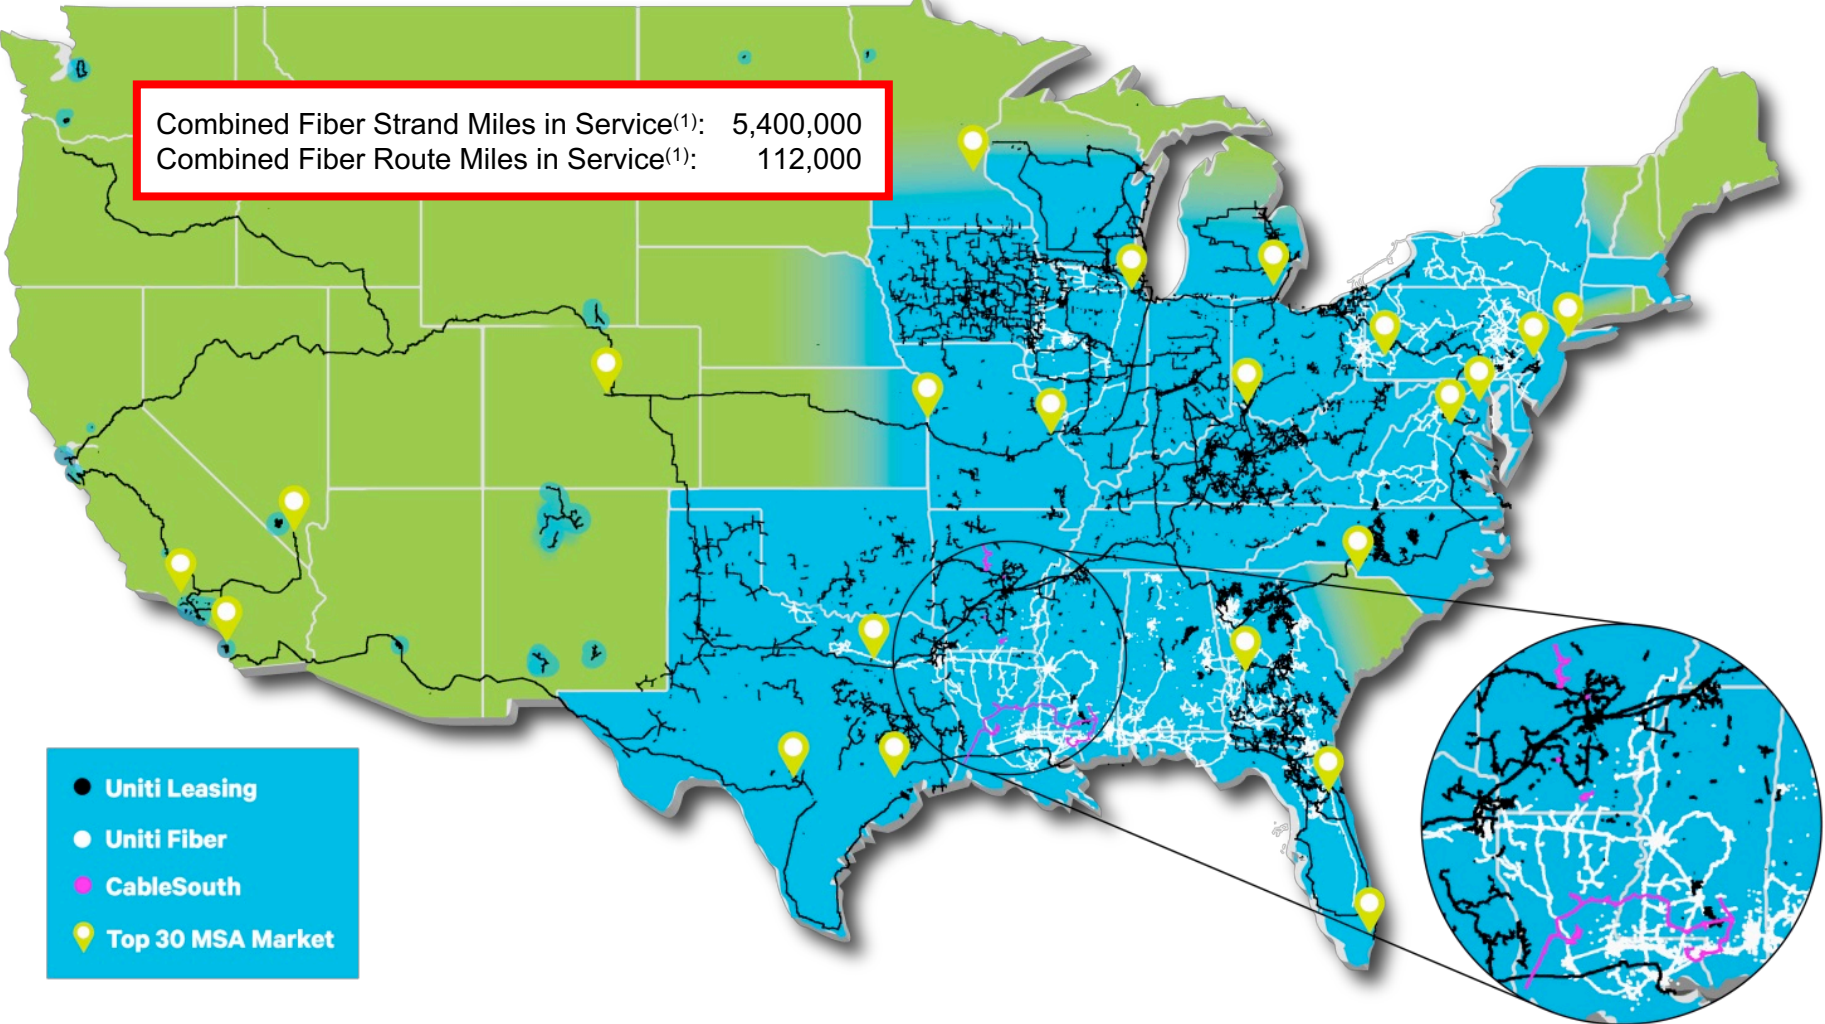 Combined Fiber Strand Miles in Service(1): 5,400,000
Combined Fiber Route Miles in Service(1): 112,000
Uniti Leasing
Uniti Fiber
CableSouth
Top 30 MSA Market